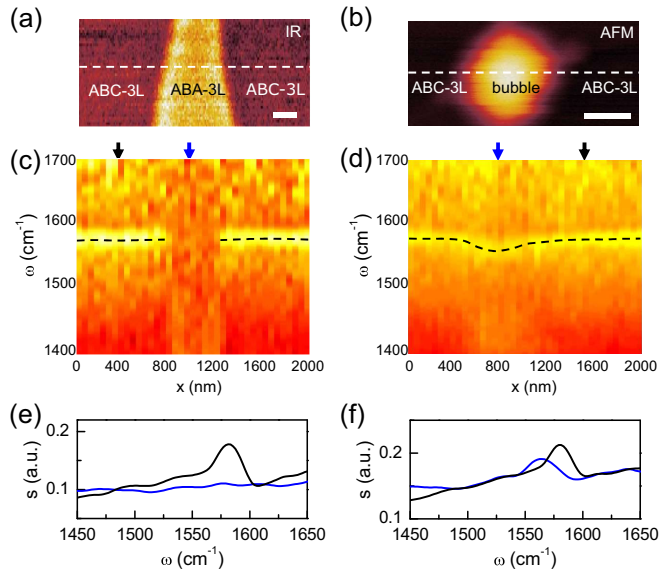 (a)
IR
ABC-3L
ABA-3L
ABC-3L
(b)
AFM
ABC-3L
bubble
ABC-3L
(c)
1700
1600
1500
1400
ω (cm⁻¹)
0
400
800
1200
1600
2000
x (nm)
(d)
1700
1600
1500
1400
0
400
800
1200
1600
2000
x (nm)
(e)
0.2
0.1
s (a.u.)
1450
1500
1550
1600
1650
ω (cm⁻¹)
(f)
0.2
0.1
s (a.u.)
1450
1500
1550
1600
1650
ω (cm⁻¹)